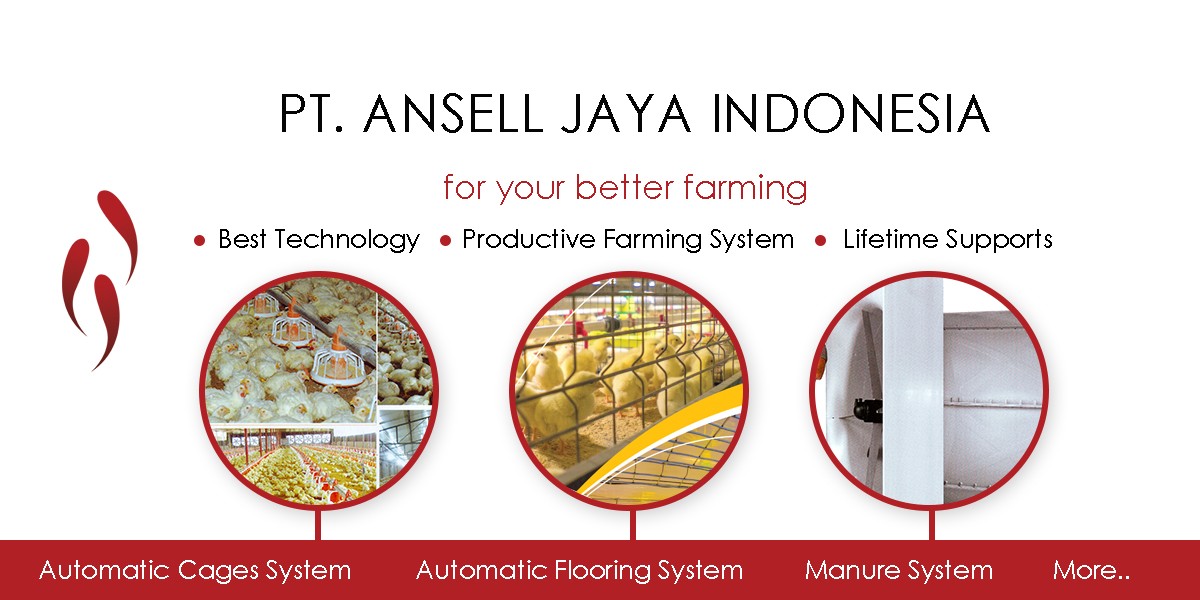 PT. ANSELL JAYA INDONESIA
for your better farming
• Best Technology • Productive Farming System • Lifetime Supports
Automatic Cages System Automatic Flooring System Manure System More..